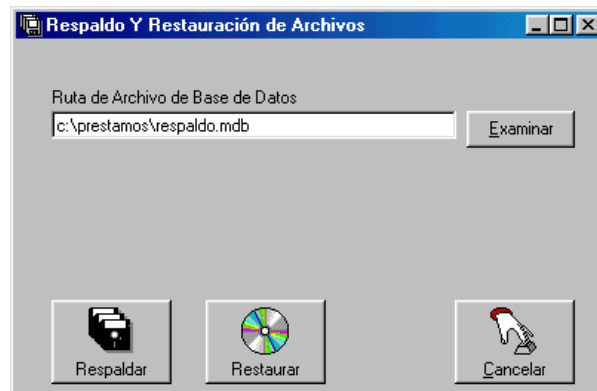 Respaldo Y Restauración de Archivos
Ruta de Archivo de Base de Datos
c:\prestamos\respaldo.mdb
Examinar
Respaldar
Restaurar
Cancelar